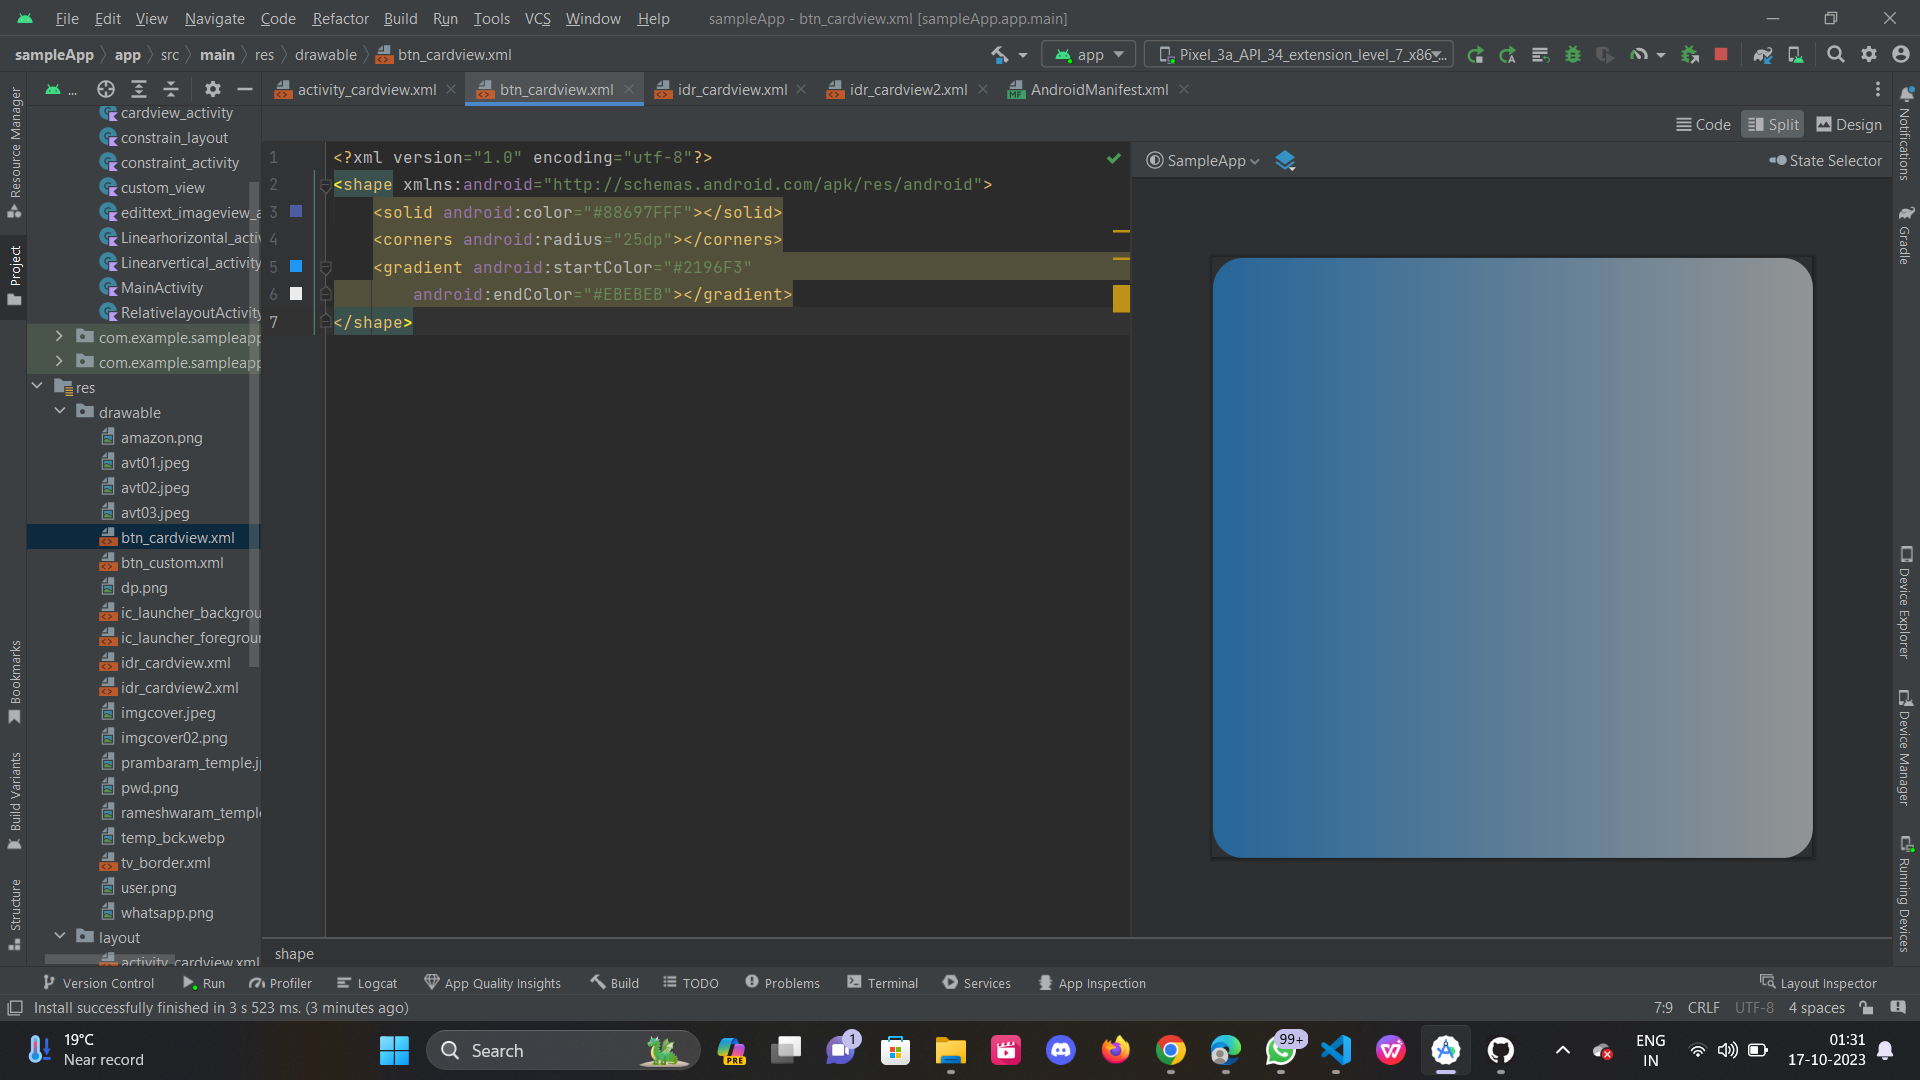 File Edit View Navigate Code Refactor Build Run Tools VCS Window Help sampleApp - btn_cardview.xml [sampleApp.app.main]
sampleApp app src main res drawable btn_cardview.xml app Pixel_3a_API_34_extension_level_7_x86...
... activity_cardview.xml btn_cardview.xml idr_cardview.xml idr_cardview2.xml AndroidManifest.xml
Code Split Design
SampleApp State Selector
Resource Manager
Project
Bookmarks
Build Variants
Structure
cardview_activity
constrain_layout
constraint_activity
custom_view
edittext_imageview_a
Linearhorizontal_activ
Linearvertical_activity
MainActivity
RelativelayoutActivity
com.example.sampleapp
com.example.sampleapp
res
drawable
amazon.png
avt01.jpeg
avt02.jpeg
avt03.jpeg
btn_cardview.xml
btn_custom.xml
dp.png
ic_launcher_backgrou
ic_launcher_foregroun
idr_cardview.xml
idr_cardview2.xml
imgcover.jpeg
imgcover02.png
prambaram_temple.j
pwd.png
rameshwaram_temple
temp_bck.webp
tv_border.xml
user.png
whatsapp.png
layout
activity_cardview.xml
1 <?xml version="1.0" encoding="utf-8"?>
2 <shape xmlns:android="http://schemas.android.com/apk/res/android">
3 <solid android:color="#88697FFF"></solid>
4 <corners android:radius="25dp"></corners>
5 <gradient android:startColor="#2196F3"
6 android:endColor="#EBEBEB"></gradient>
7 </shape>
shape
Notifications
Gradle
Device Explorer
Device Manager
Running Devices
Version Control Run Profiler Logcat App Quality Insights Build TODO Problems Terminal Services App Inspection Layout Inspector
Install successfully finished in 3 s 523 ms. (3 minutes ago) 7:9 CRLF UTF-8 4 spaces
19°C
Near record
Search
PRE
1
99+
ENG
IN
01:31
17-10-2023